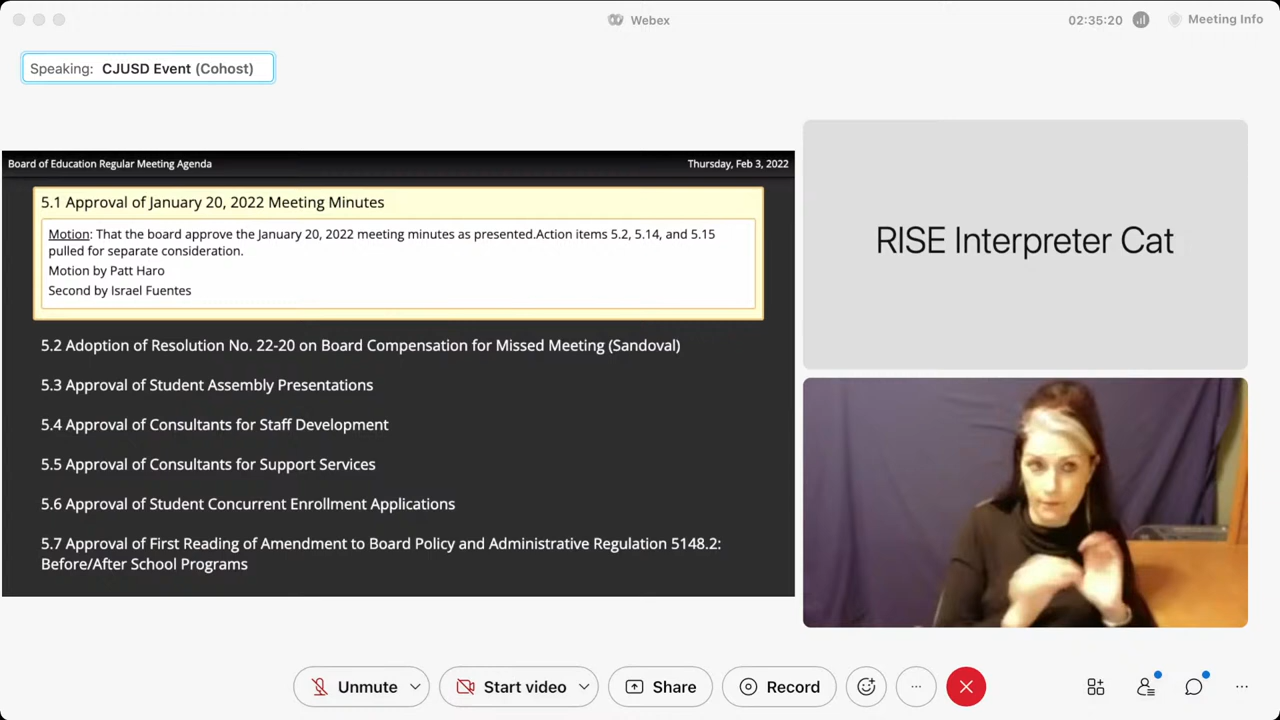 Webex
02:35:20
Meeting Info
Speaking: CJUSD Event (Cohost)
Board of Education Regular Meeting Agenda
Thursday, Feb 3, 2022
5.1 Approval of January 20, 2022 Meeting Minutes
Motion: That the board approve the January 20, 2022 meeting minutes as presented.Action items 5.2, 5.14, and 5.15
pulled for separate consideration.
Motion by Patt Haro
Second by Israel Fuentes
5.2 Adoption of Resolution No. 22-20 on Board Compensation for Missed Meeting (Sandoval)
5.3 Approval of Student Assembly Presentations
5.4 Approval of Consultants for Staff Development
5.5 Approval of Consultants for Support Services
5.6 Approval of Student Concurrent Enrollment Applications
5.7 Approval of First Reading of Amendment to Board Policy and Administrative Regulation 5148.2:
Before/After School Programs
RISE Interpreter Cat
Unmute
Start video
Share
Record